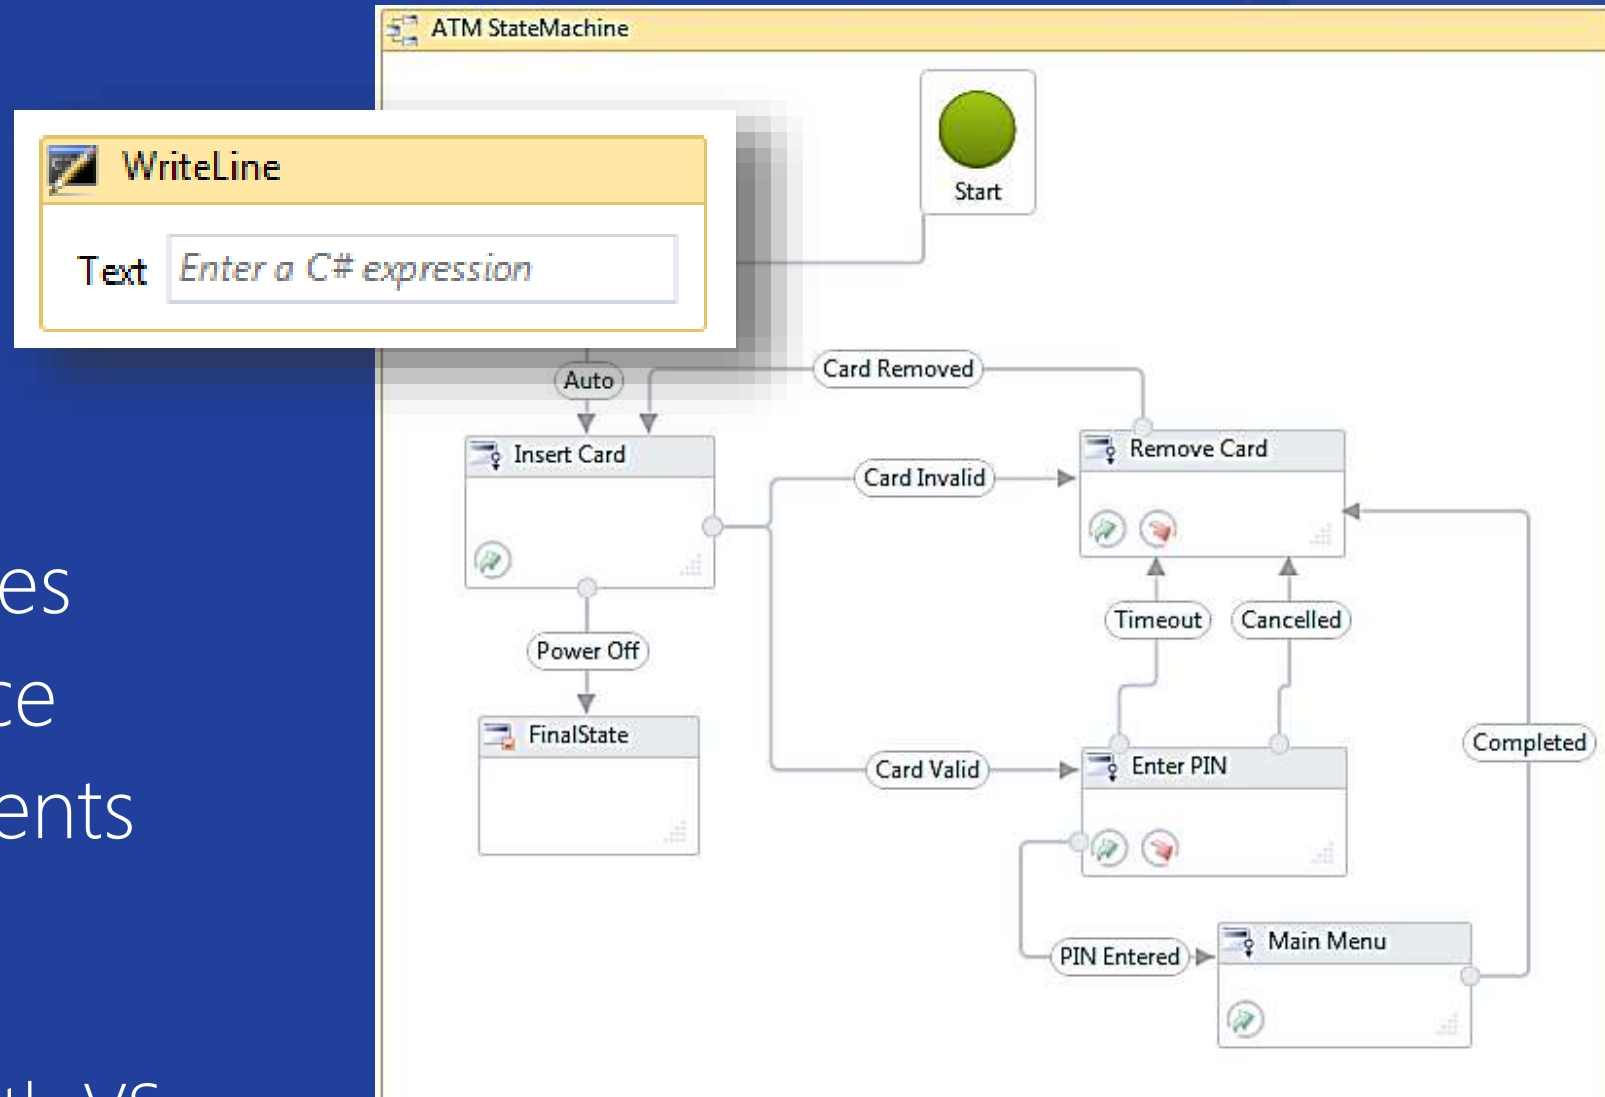 ATM StateMachine
WriteLine
Text Enter a C# expression
Start
Auto
Card Removed
Insert Card
Remove Card
Card Invalid
Timeout
Cancelled
Power Off
FinalState
Completed
Card Valid
Enter PIN
PIN Entered
Main Menu
es
ce
ents
VS